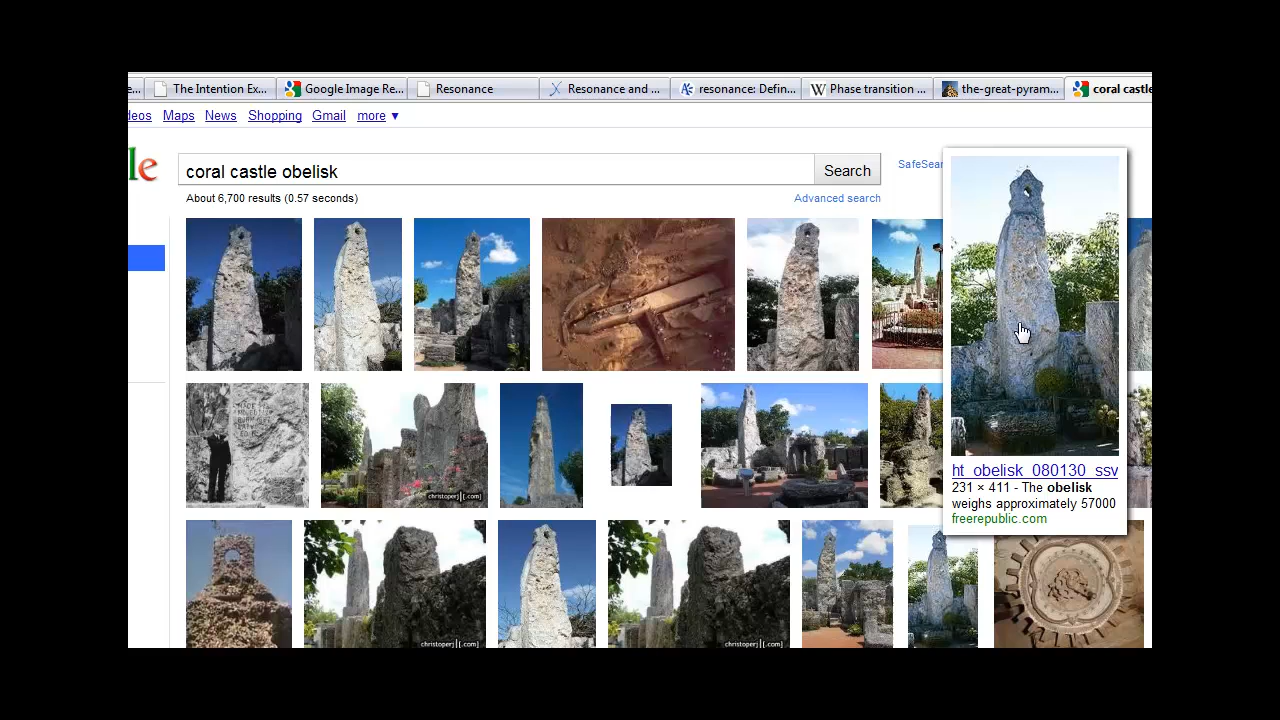 e...
The Intention Ex...
Google Image Re...
Resonance
Resonance and ...
resonance: Defin...
W Phase transition ...
the-great-pyram...
coral castle
deos Maps News Shopping Gmail more ▼
le
coral castle obelisk
Search
SafeSear
About 6,700 results (0.57 seconds)
Advanced search
ht_obelisk_080130_ssv
231 × 411 - The obelisk
weighs approximately 57000
freerepublic.com
christoperj[.com]
christoperj[.com]
christoperj[.com]